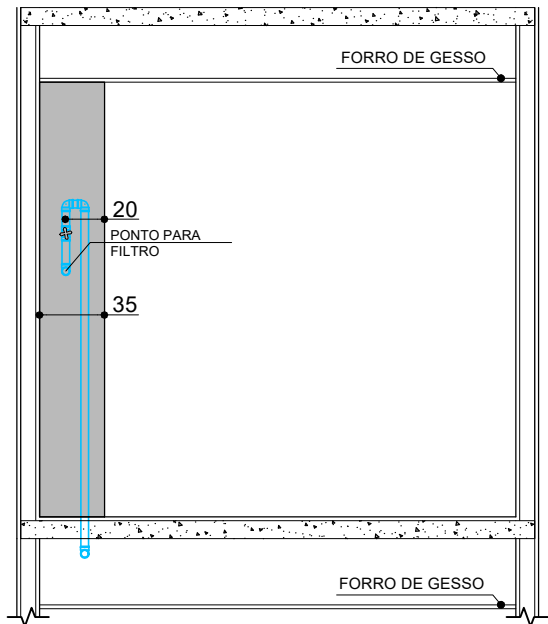 FORRO DE GESSO
20
PONTO PARA
FILTRO
35
FORRO DE GESSO